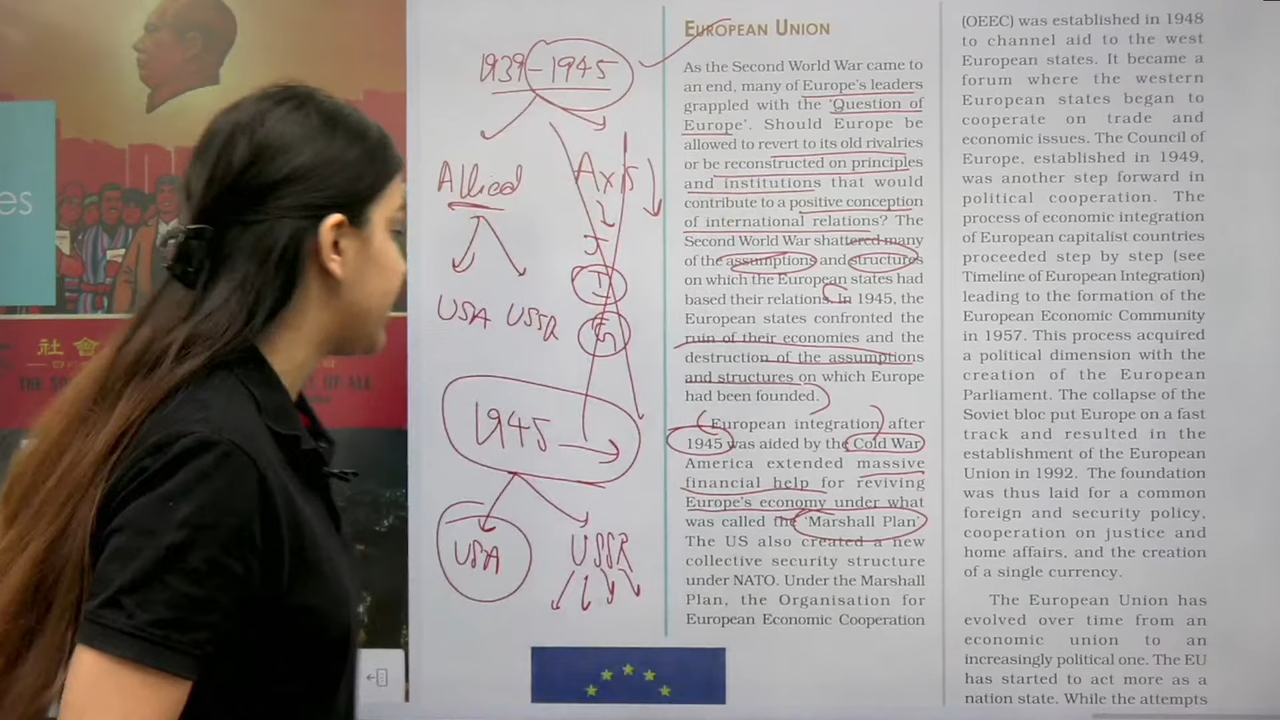 es
社會
THE SO
UP-ALL
1939-1945
Allied
Axis
J
I
G
USA USSR
1945
USA
USSR
EUROPEAN UNION
As the Second World War came to
an end, many of Europe's leaders
grappled with the 'Question of
Europe'. Should Europe be
allowed to revert to its old rivalries
or be reconstructed on principles
and institutions that would
contribute to a positive conception
of international relations? The
Second World War shattered many
of the assumptions and structures
on which the European states had
based their relations. In 1945, the
European states confronted the
ruin of their economies and the
destruction of the assumptions
and structures on which Europe
had been founded.
European integration after
1945 was aided by the Cold War.
America extended massive
financial help for reviving
Europe's economy under what
was called the 'Marshall Plan'.
The US also created a new
collective security structure
under NATO. Under the Marshall
Plan, the Organisation for
European Economic Cooperation
(OEEC) was established in 1948
to channel aid to the west
European states. It became a
forum where the western
European states began to
cooperate on trade and
economic issues. The Council of
Europe, established in 1949,
was another step forward in
political cooperation. The
process of economic integration
of European capitalist countries
proceeded step by step (see
Timeline of European Integration)
leading to the formation of the
European Economic Community
in 1957. This process acquired
a political dimension with the
creation of the European
Parliament. The collapse of the
Soviet bloc put Europe on a fast
track and resulted in the
establishment of the European
Union in 1992. The foundation
was thus laid for a common
foreign and security policy,
cooperation on justice and
home affairs, and the creation
of a single currency.
The European Union has
evolved over time from an
economic union to an
increasingly political one. The EU
has started to act more as a
nation state. While the attempts